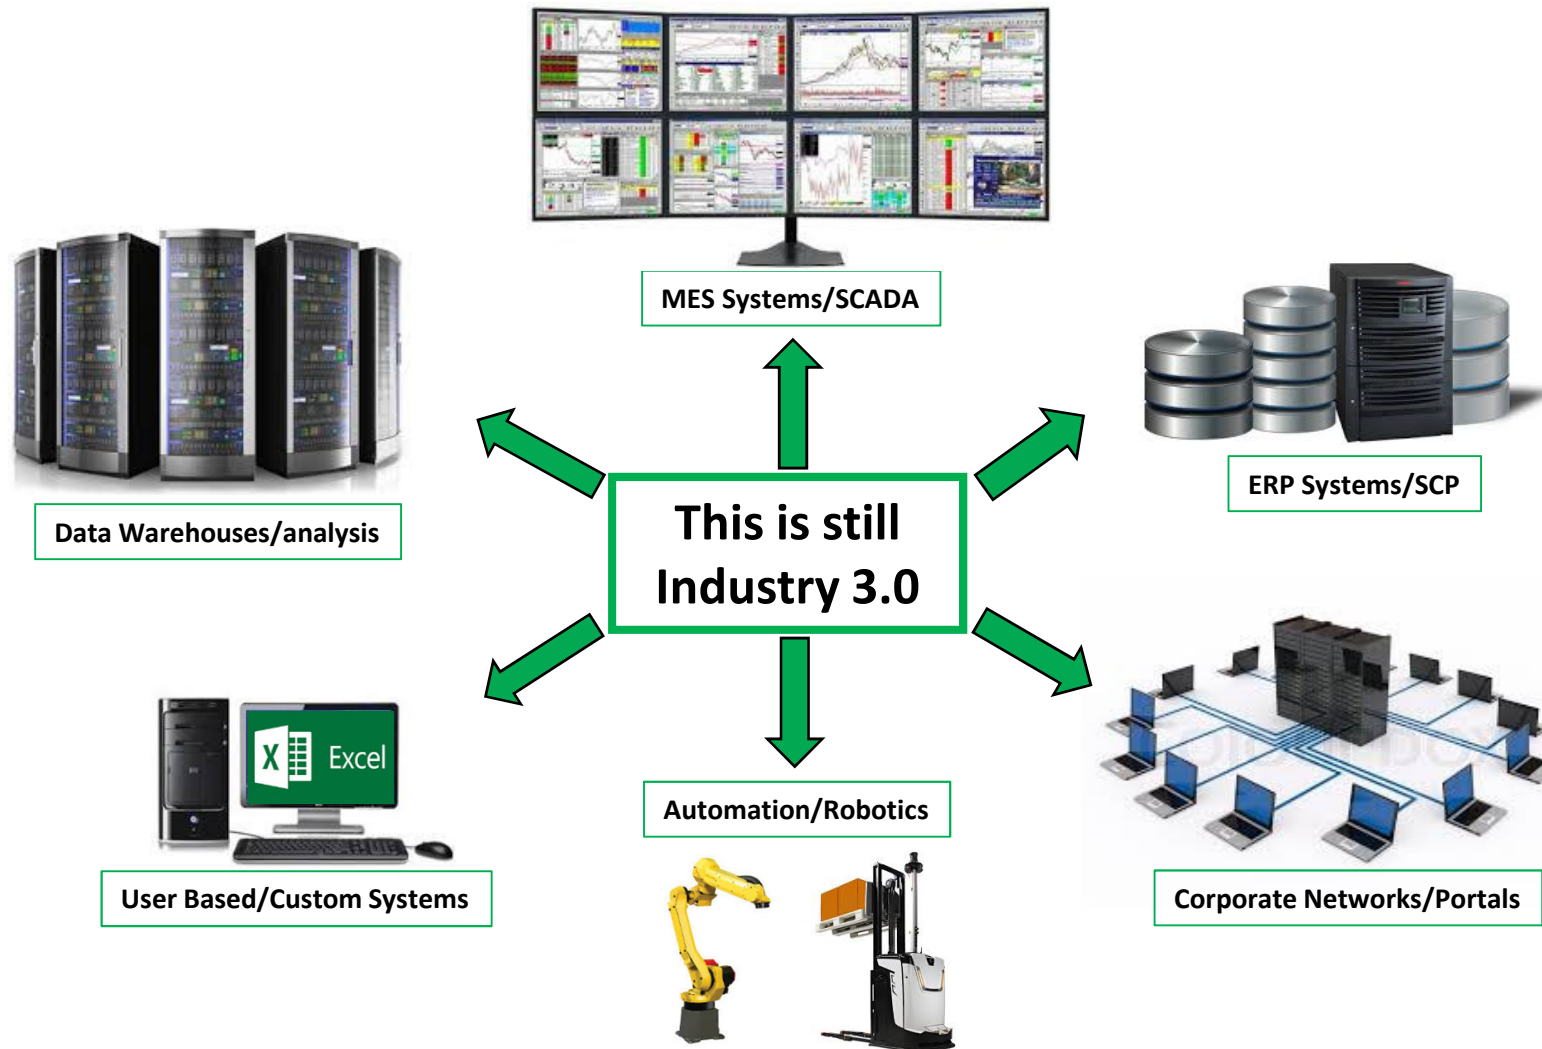 MES Systems/SCADA
ERP Systems/SCP
Data Warehouses/analysis
This is still
Industry 3.0
X
Excel
Automation/Robotics
User Based/Custom Systems
Corporate Networks/Portals